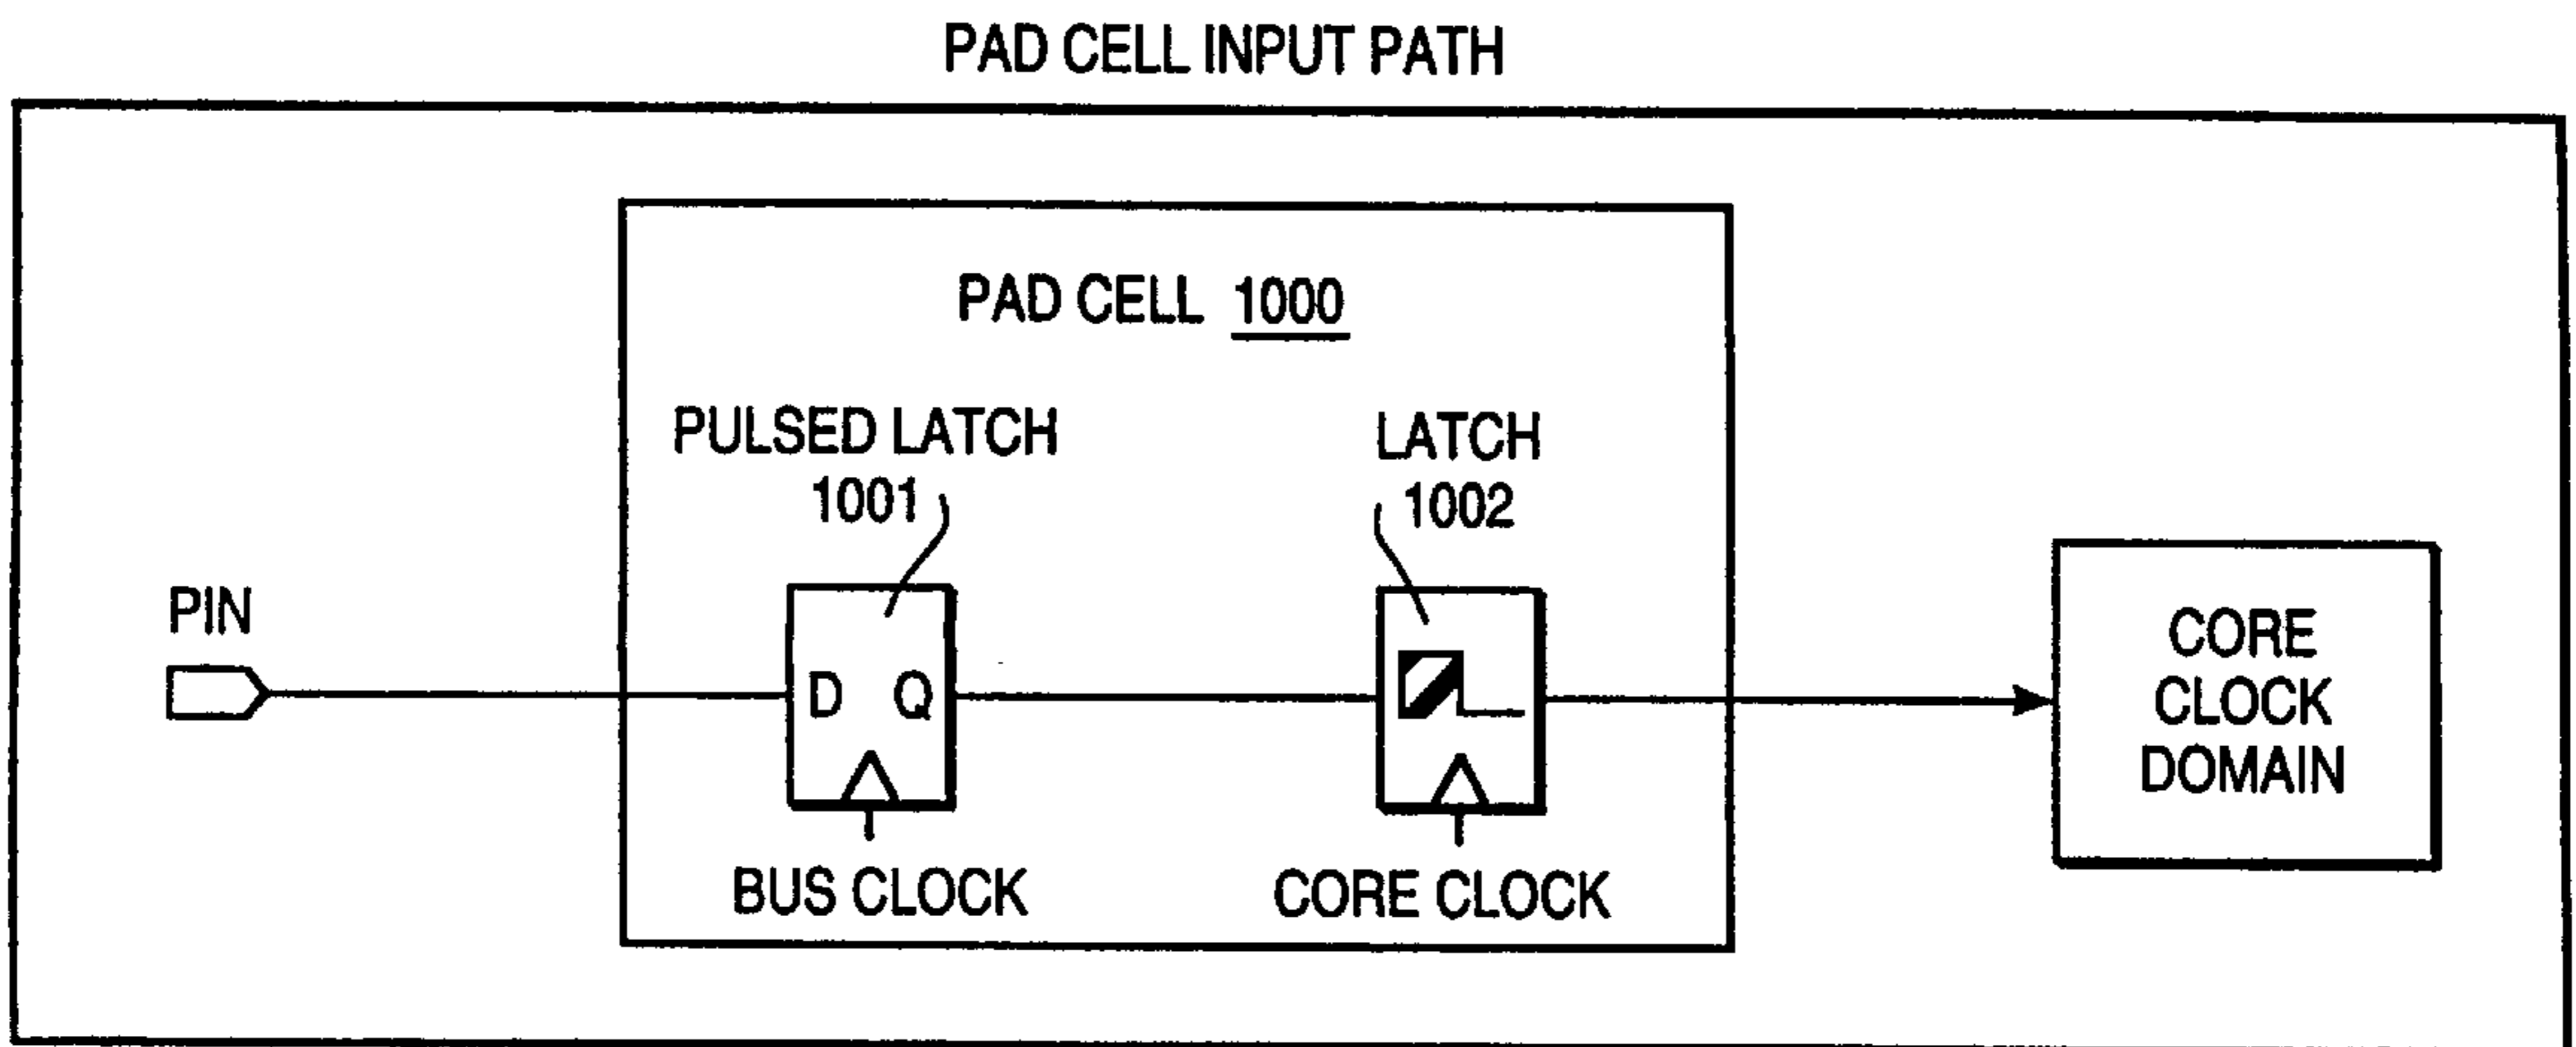 PAD CELL INPUT PATH
PAD CELL 1000
PULSED LATCH
1001
LATCH
1002
PIN
D Q
CORE
CLOCK
DOMAIN
BUS CLOCK
CORE CLOCK